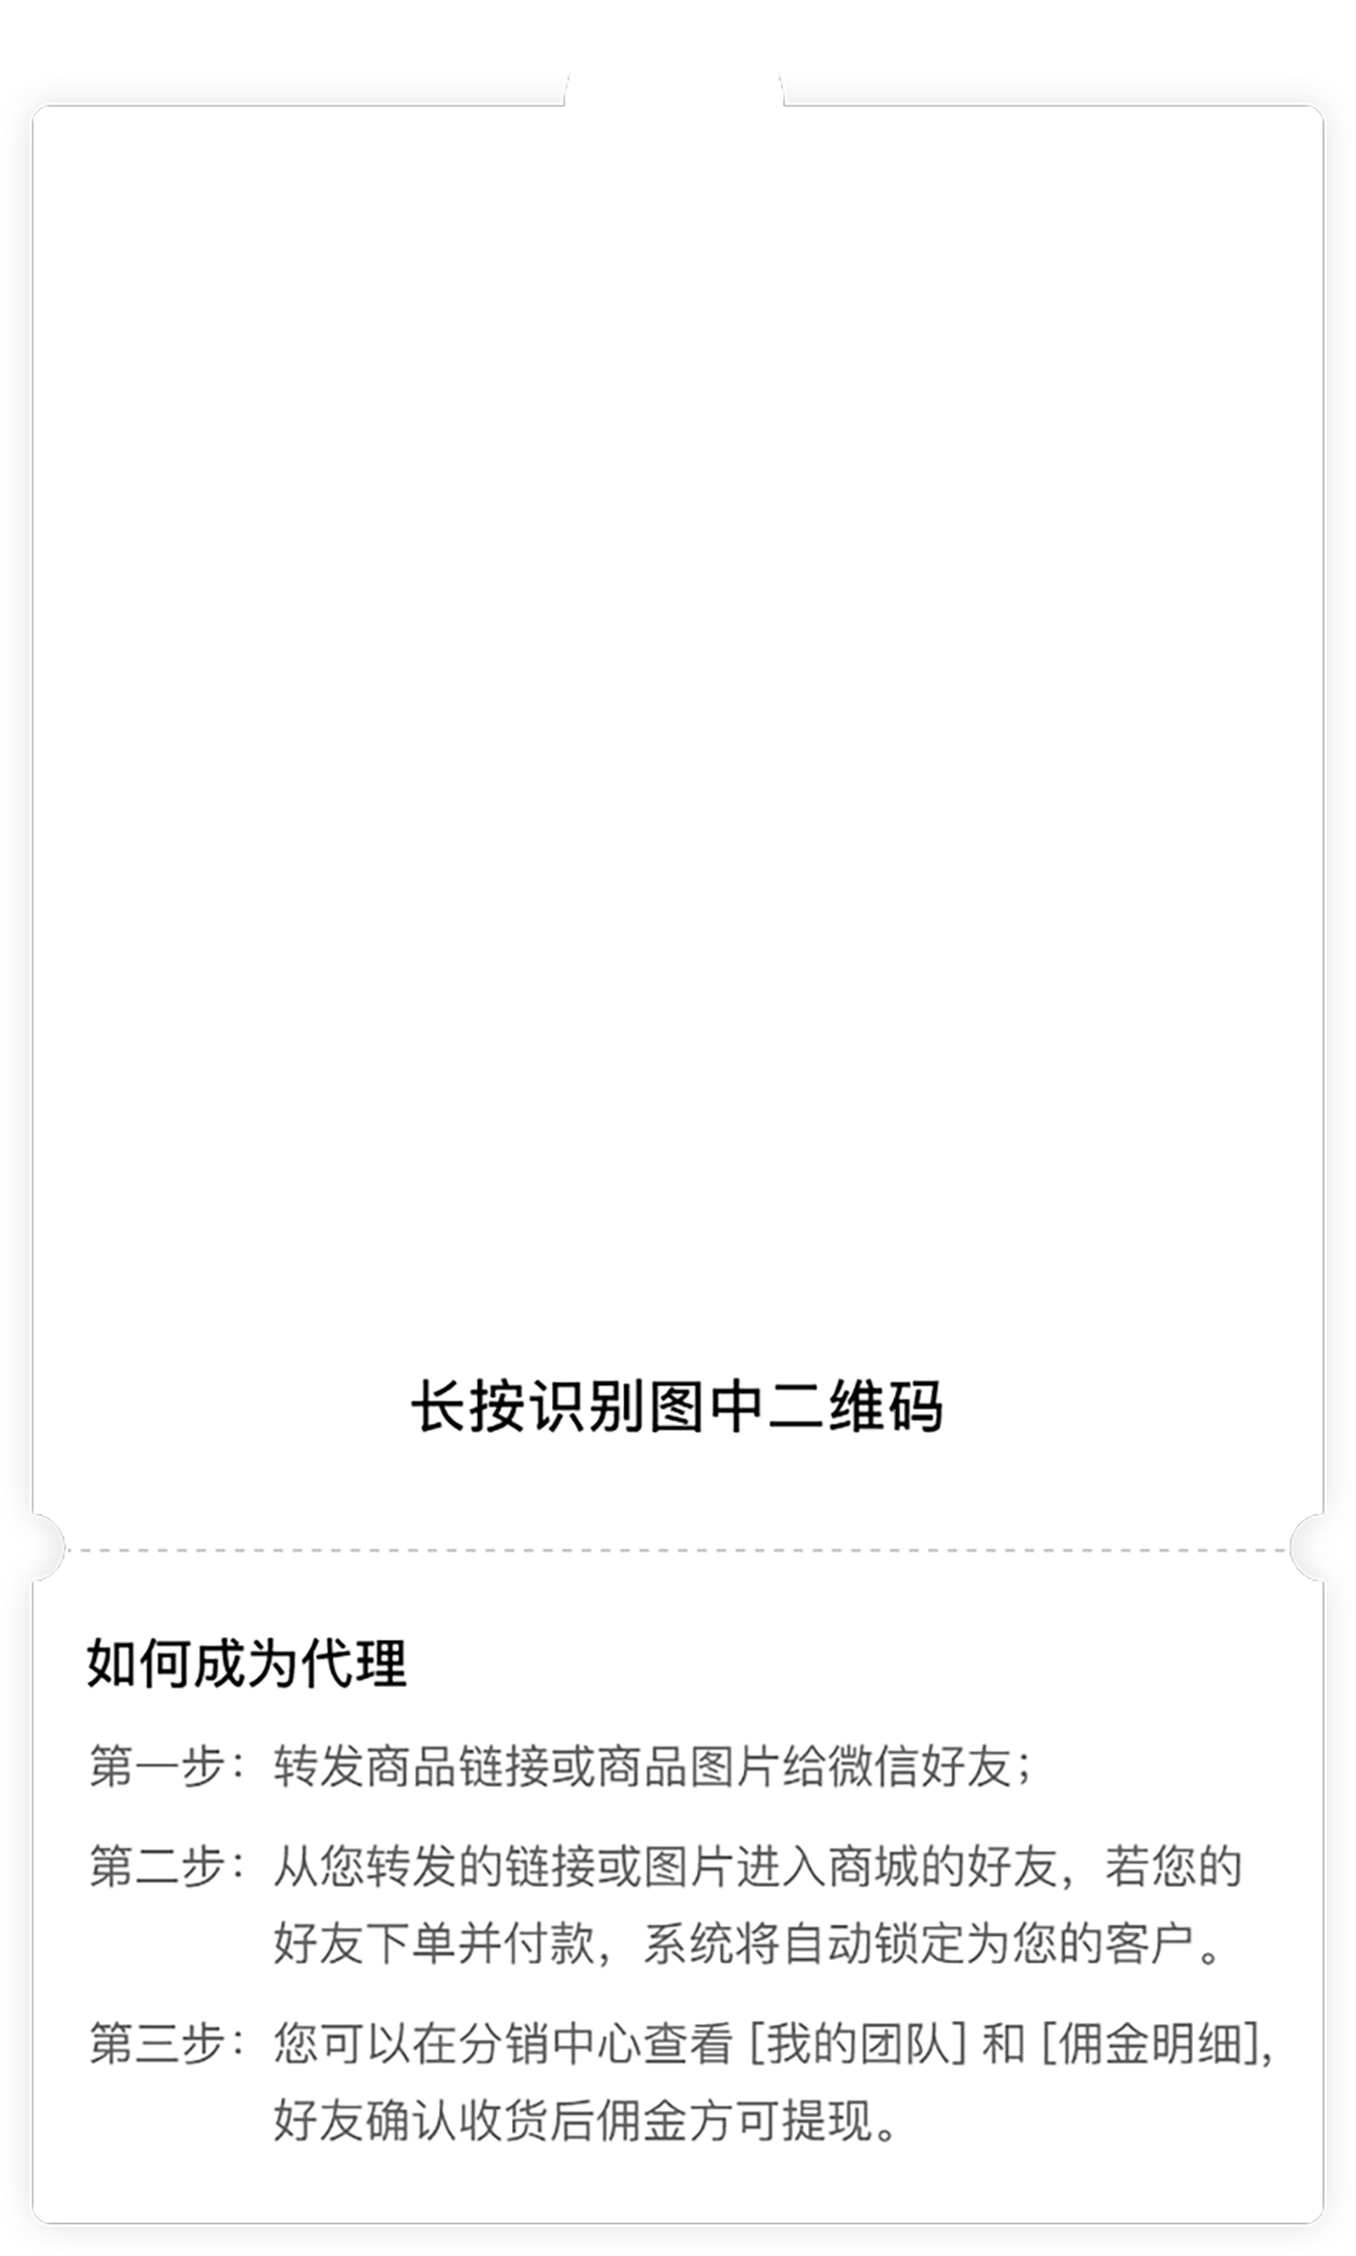 长按识别图中二维码
如何成为代理
第一步：转发商品链接或商品图片给微信好友；
第二步：从您转发的链接或图片进入商城的好友，若您的
好友下单并付款，系统将自动锁定为您的客户。
第三步：您可以在分销中心查看 [我的团队] 和 [佣金明细],
好友确认收货后佣金方可提现。